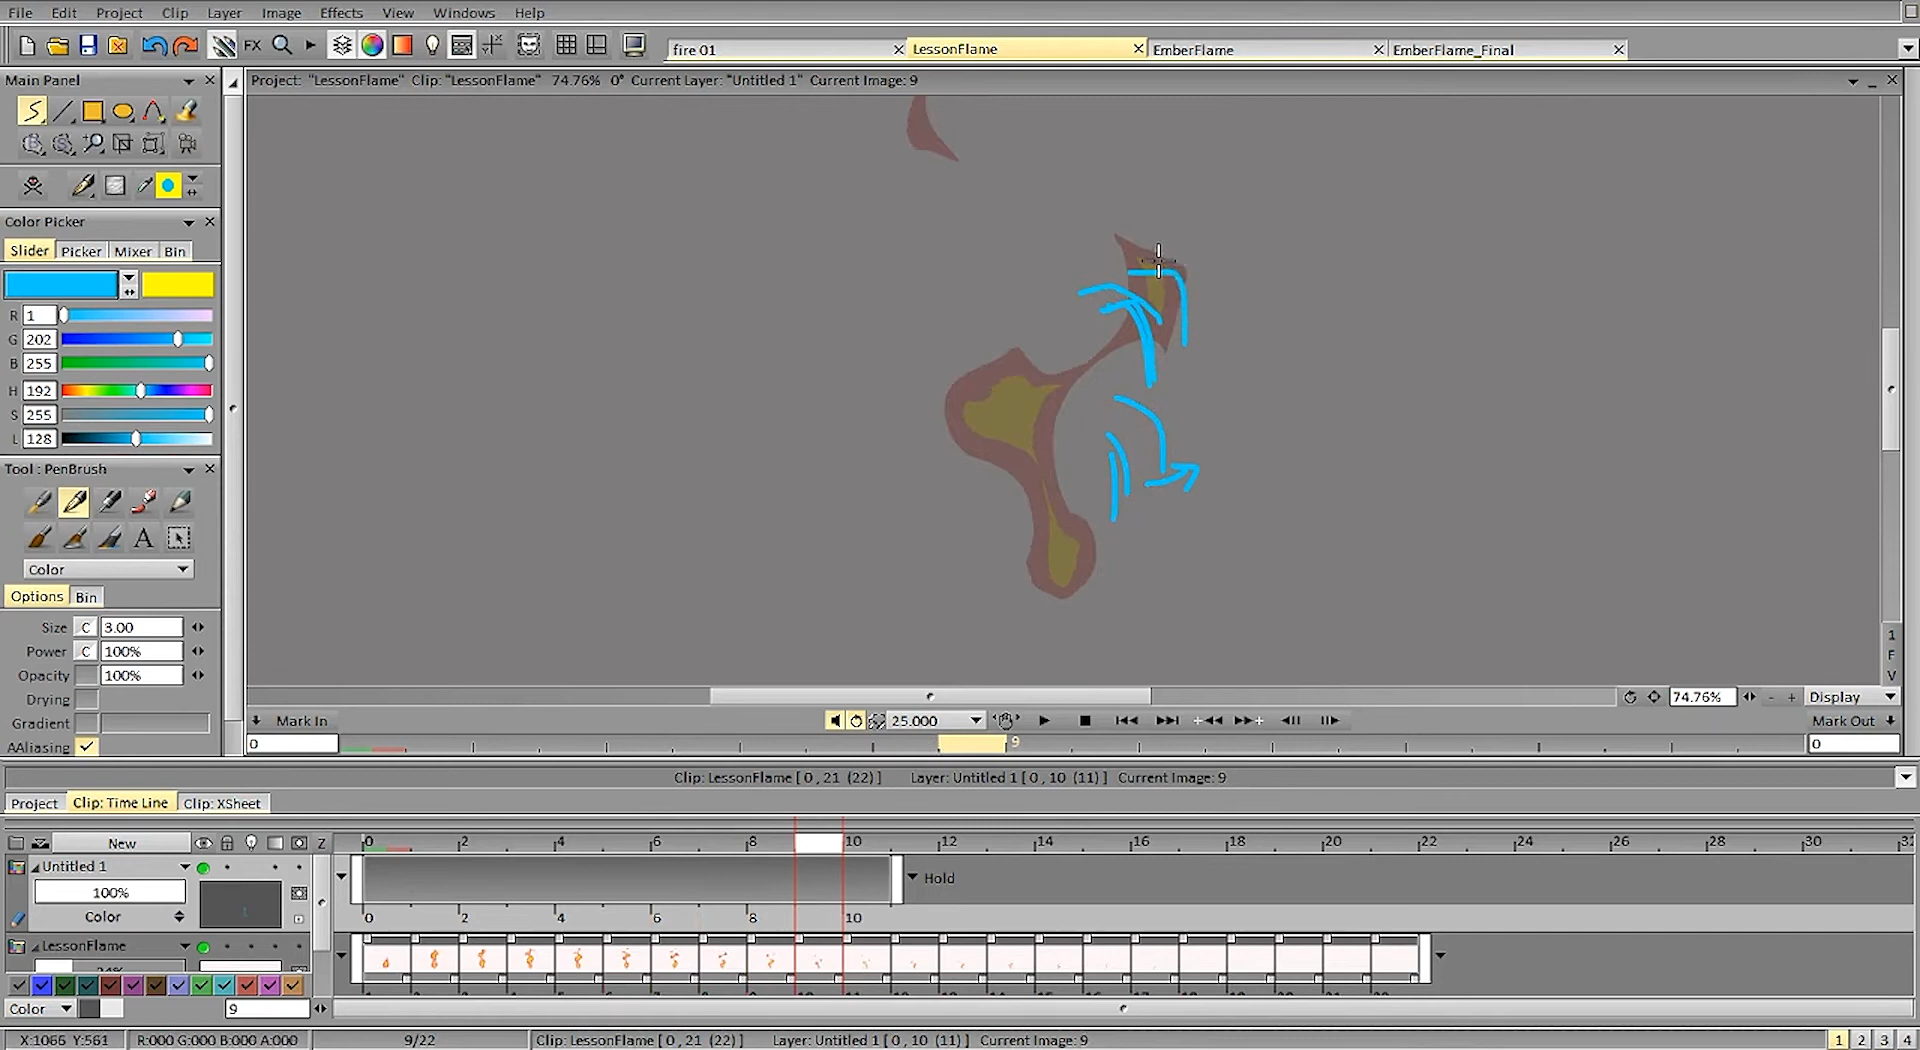 File Edit Project Clip Layer Image Effects View Windows Help
FX fire 01 LessonFlame EmberFlame EmberFlame_Final
Main Panel
Project: "LessonFlame" Clip: "LessonFlame" 74.76% 0° Current Layer: "Untitled 1" Current Image: 9
Color Picker
Slider Picker Mixer Bin
R 1
G 202
B 255
H 192
S 255
L 128
Tool : PenBrush
A
Color
Options Bin
Size C 3.00
Power C 100%
Opacity 100%
Drying
Gradient
AAliasing
1
F
V
74.76% - + Display
Mark In 25.000 Mark Out
0 9 0
Clip: LessonFlame [ 0 , 21 (22) ] Layer: Untitled 1 [ 0 , 10 (11) ] Current Image: 9
Project Clip: Time Line Clip: XSheet
New Z 0 2 4 6 8 10 12 14 16 18 20 22 24 26 28 30 32
Untitled 1
100% Hold
Color 0 2 4 6 8 10
LessonFlame
Color 9
X:1066 Y:561 R:000 G:000 B:000 A:000 9/22 Clip: LessonFlame [ 0 , 21 (22) ] Layer: Untitled 1 [ 0 , 10 (11) ] Current Image: 9 1 2 3 4